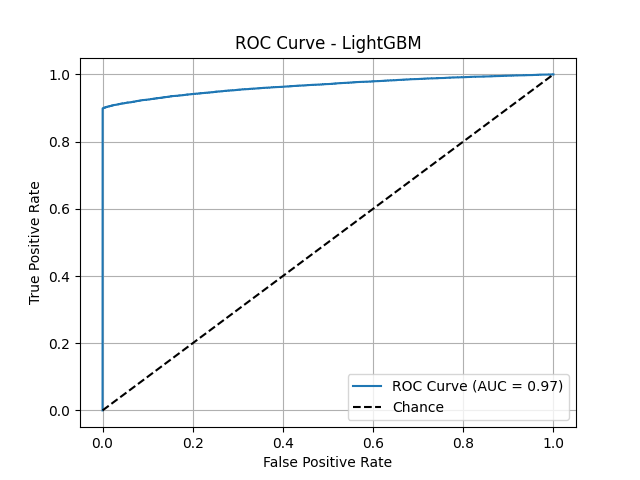 ROC Curve - LightGBM
True Positive Rate
1.0
0.8
0.6
0.4
0.2
0.0
ROC Curve (AUC = 0.97)
Chance
0.0 0.2 0.4 0.6 0.8 1.0
False Positive Rate